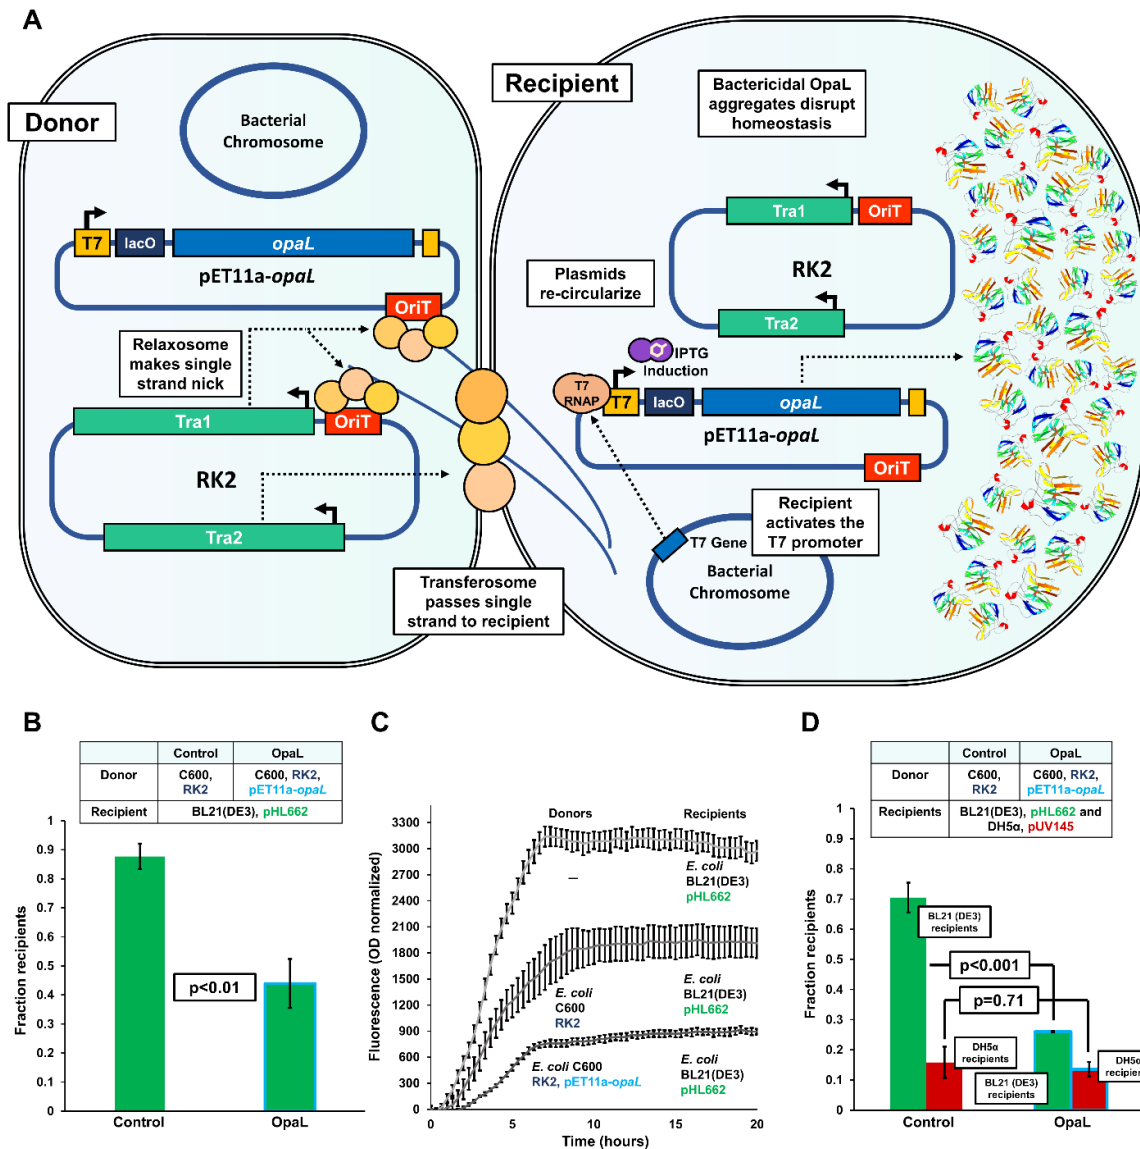 A
Donor
Bacterial
Chromosome
T7
lacO
opaL
pET11a-opaL
OriT
Relaxosome
makes single
strand nick
Tra1
OriT
RK2
Tra2
Transferosome
passes single
strand to recipient
Recipient
Bactericidal OpaL
aggregates disrupt
homeostasis
Tra1
OriT
RK2
Plasmids
re-circularize
Tra2
IPTG
Induction
T7
RNAP
T7
lacO
opaL
pET11a-opaL
OriT
Recipient
activates the
T7 promoter
T7 Gene
Bacterial
Chromosome
B
Control OpaL
Donor C600, RK2 C600, RK2, pET11a-opaL
Recipient BL21(DE3), pHL662
Fraction recipients
1
0.9
0.8
0.7
0.6
0.5
0.4
0.3
0.2
0.1
0
p<0.01
Control OpaL
C
Donors Recipients
Fluorescence (OD normalized)
3300
3000
2700
2400
2100
1800
1500
1200
900
600
300
0
–
E. coli
BL21(DE3)
pHL662
E. coli
C600
RK2
E. coli
BL21(DE3)
pHL662
E. coli C600
RK2, pET11a-opaL
E. coli
BL21(DE3)
pHL662
0 5 10 15 20
Time (hours)
D
Control OpaL
Donor C600, RK2 C600, RK2, pET11a-opaL
Recipients BL21(DE3), pHL662 and DH5α, pUV145
Fraction recipients
1
0.9
0.8
0.7
0.6
0.5
0.4
0.3
0.2
0.1
0
BL21 (DE3)
recipients
p<0.001
p=0.71
DH5α
recipients
BL21 (DE3)
recipients
DH5α
recipien
Control OpaL